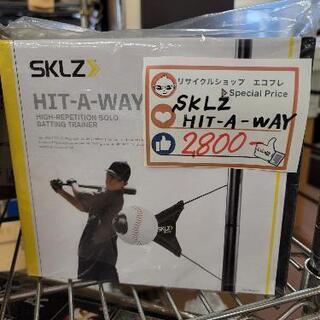 SKLZ
HIT-A-WAY
HIGH-REPETITION SOLO
BATTING TRAINER
リサイクルショップ エコプレ
Special Price
SKLZ
HIT-A-WAY
2800-
SKLZ